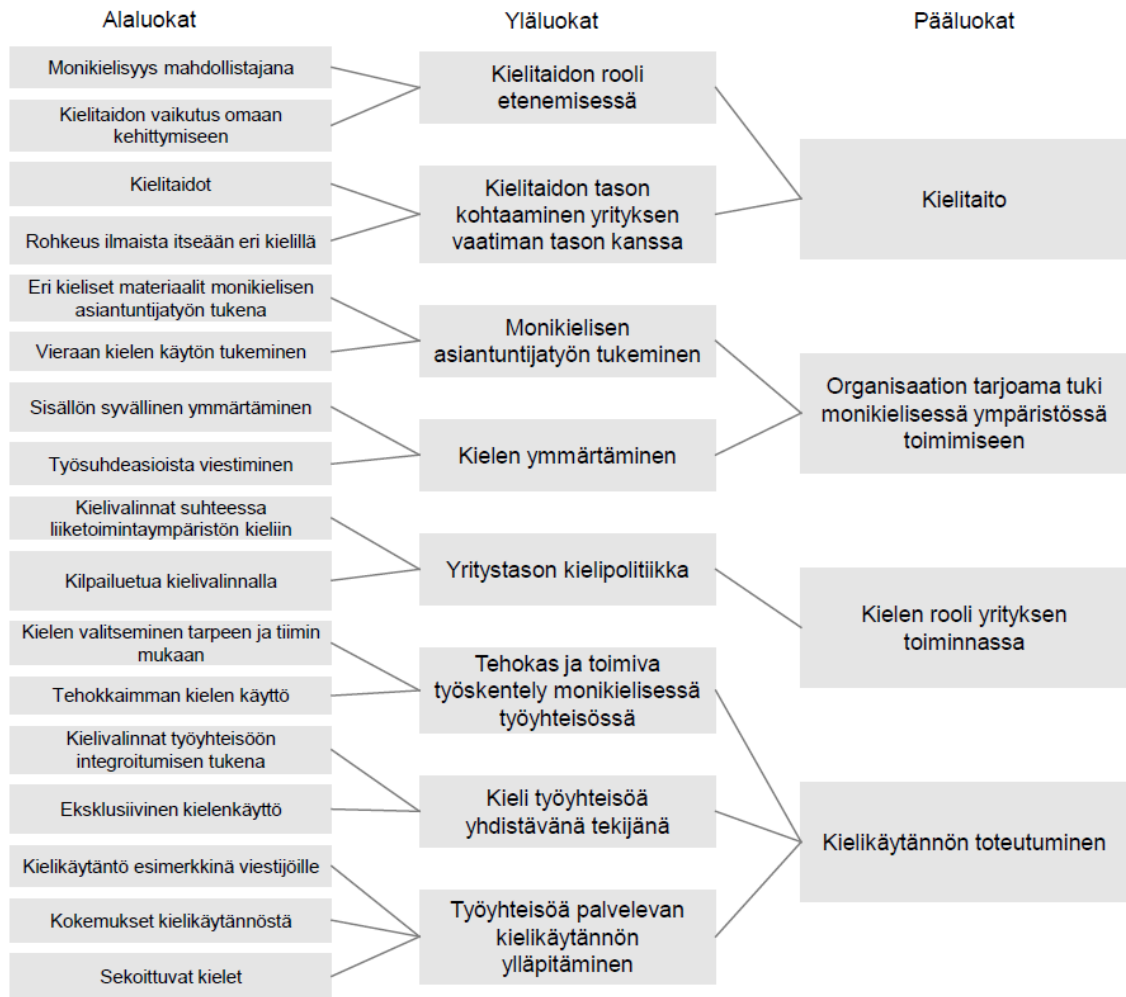 Alaluokat
Yläluokat
Pääluokat
Monikielisyys mahdollistajana
Kielitaidon vaikutus omaan
kehittymiseen
Kielitaidot
Rohkeus ilmaista itseään eri kielillä
Eri kieliset materiaalit monikielisen
asiantuntijatyön tukena
Vieraan kielen käytön tukeminen
Sisällön syvällinen ymmärtäminen
Työsuhdeasioista viestiminen
Kielivalinnat suhteessa
liiketoimintaympäristön kieliin
Kilpailuetua kielivalinnalla
Kielen valitseminen tarpeen ja tiimin
mukaan
Tehokkaimman kielen käyttö
Kielivalinnat työyhteisöön
integroitumisen tukena
Eksklusiivinen kielenkäyttö
Kielikäytäntö esimerkkinä viestijöille
Kokemukset kielikäytännöstä
Sekoittuvat kielet
Kielitaidon rooli
etenemisessä
Kielitaidon tason
kohtaaminen yrityksen
vaatiman tason kanssa
Monikielisen
asiantuntijatyön tukeminen
Kielen ymmärtäminen
Yritystason kielipolitiikka
Tehokas ja toimiva
työskentely monikielisessä
työyhteisössä
Kieli työyhteisöä
yhdistävänä tekijänä
Työyhteisöä palvelevan
kielikäytännön
ylläpitäminen
Kielitaito
Organisaation tarjoama tuki
monikielisessä ympäristössä
toimimiseen
Kielen rooli yrityksen
toiminnassa
Kielikäytännön toteutuminen